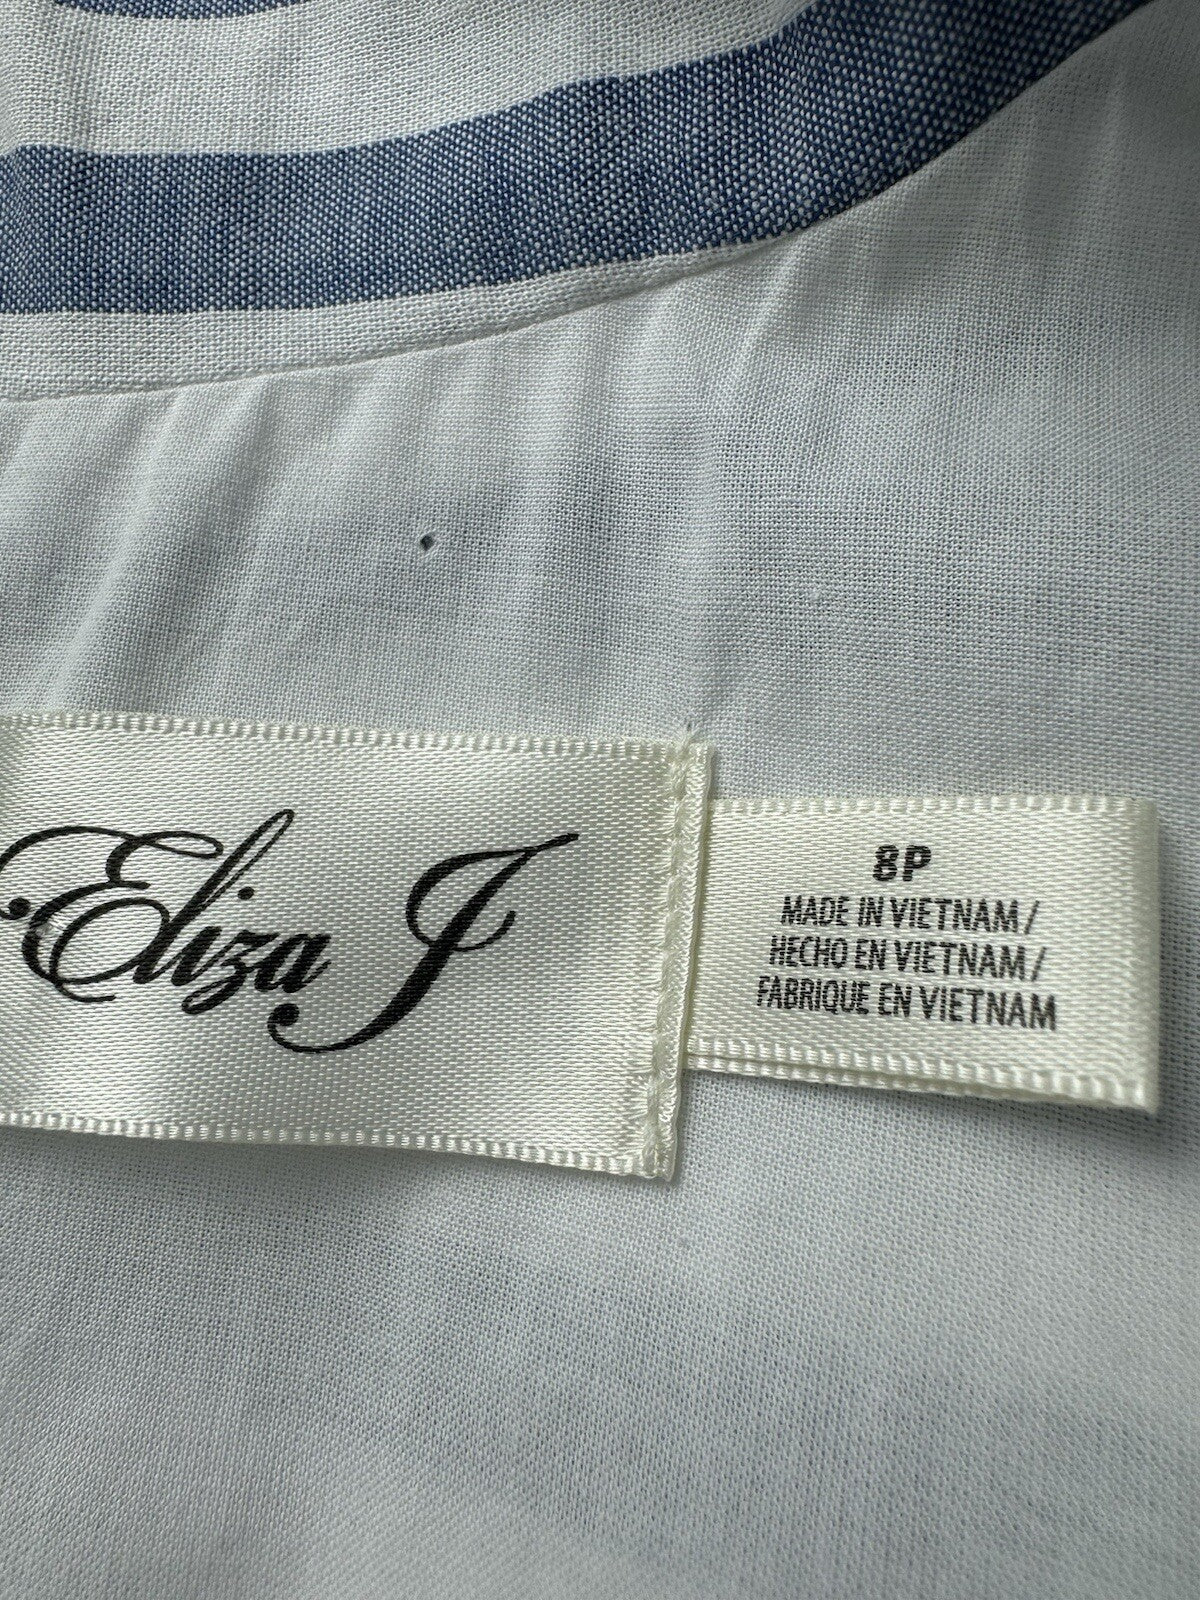 Eliza J
8P
MADE IN VIETNAM/
HECHO EN VIETNAM/
FABRIQUE EN VIETNAM